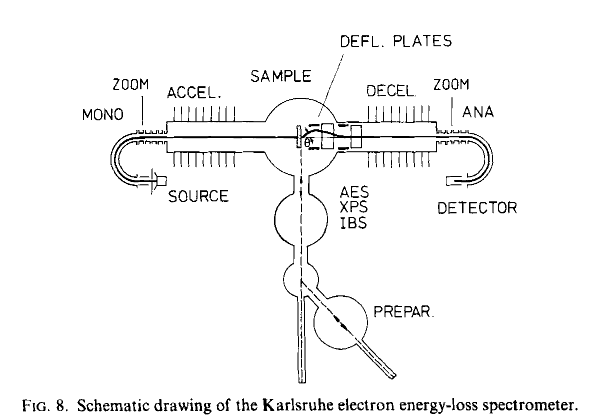 DEFL. PLATES
SAMPLE
ZOOM
ACCEL.
DECEL.
ZOOM
MONO
ANA
θ
SOURCE
AES
XPS
IBS
DETECTOR
PREPAR.
FIG. 8. Schematic drawing of the Karlsruhe electron energy-loss spectrometer.